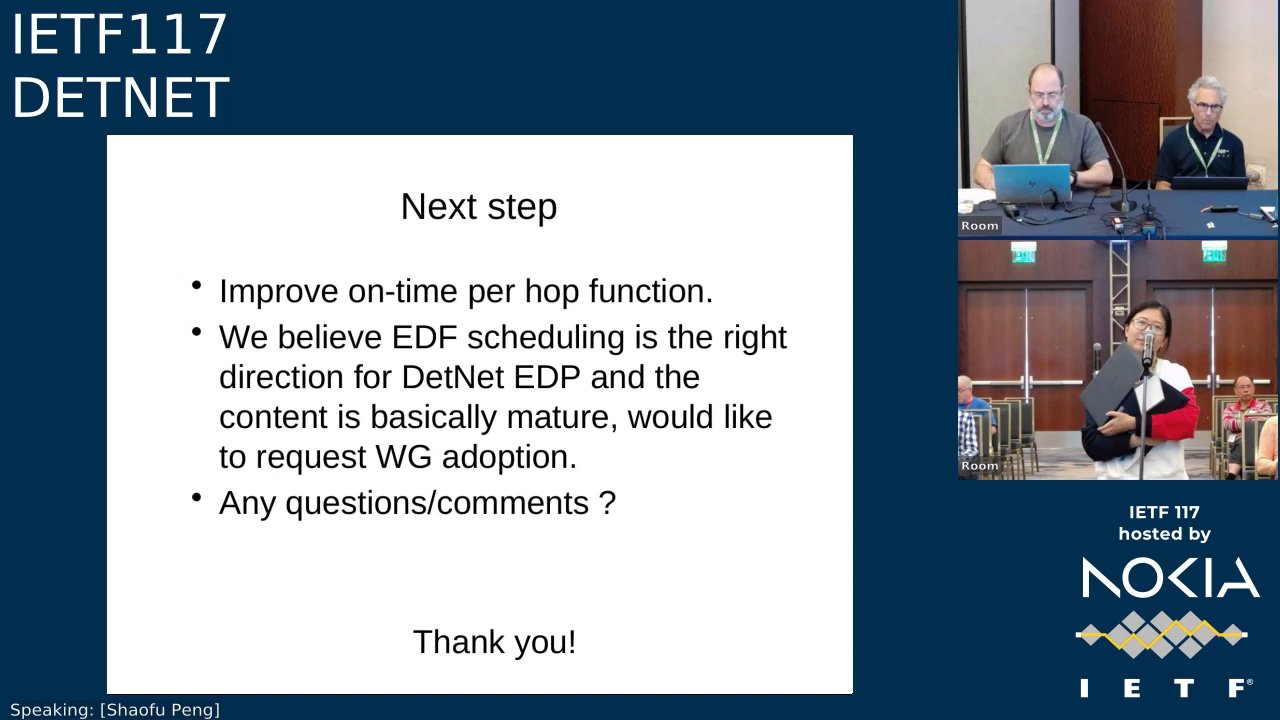 IETF117
DETNET
Next step
• Improve on-time per hop function.
• We believe EDF scheduling is the right
direction for DetNet EDP and the
content is basically mature, would like
to request WG adoption.
• Any questions/comments ?
Thank you!
Room
Room
IETF 117
hosted by
NOKIA
I E T F®
Speaking: [Shaofu Peng]